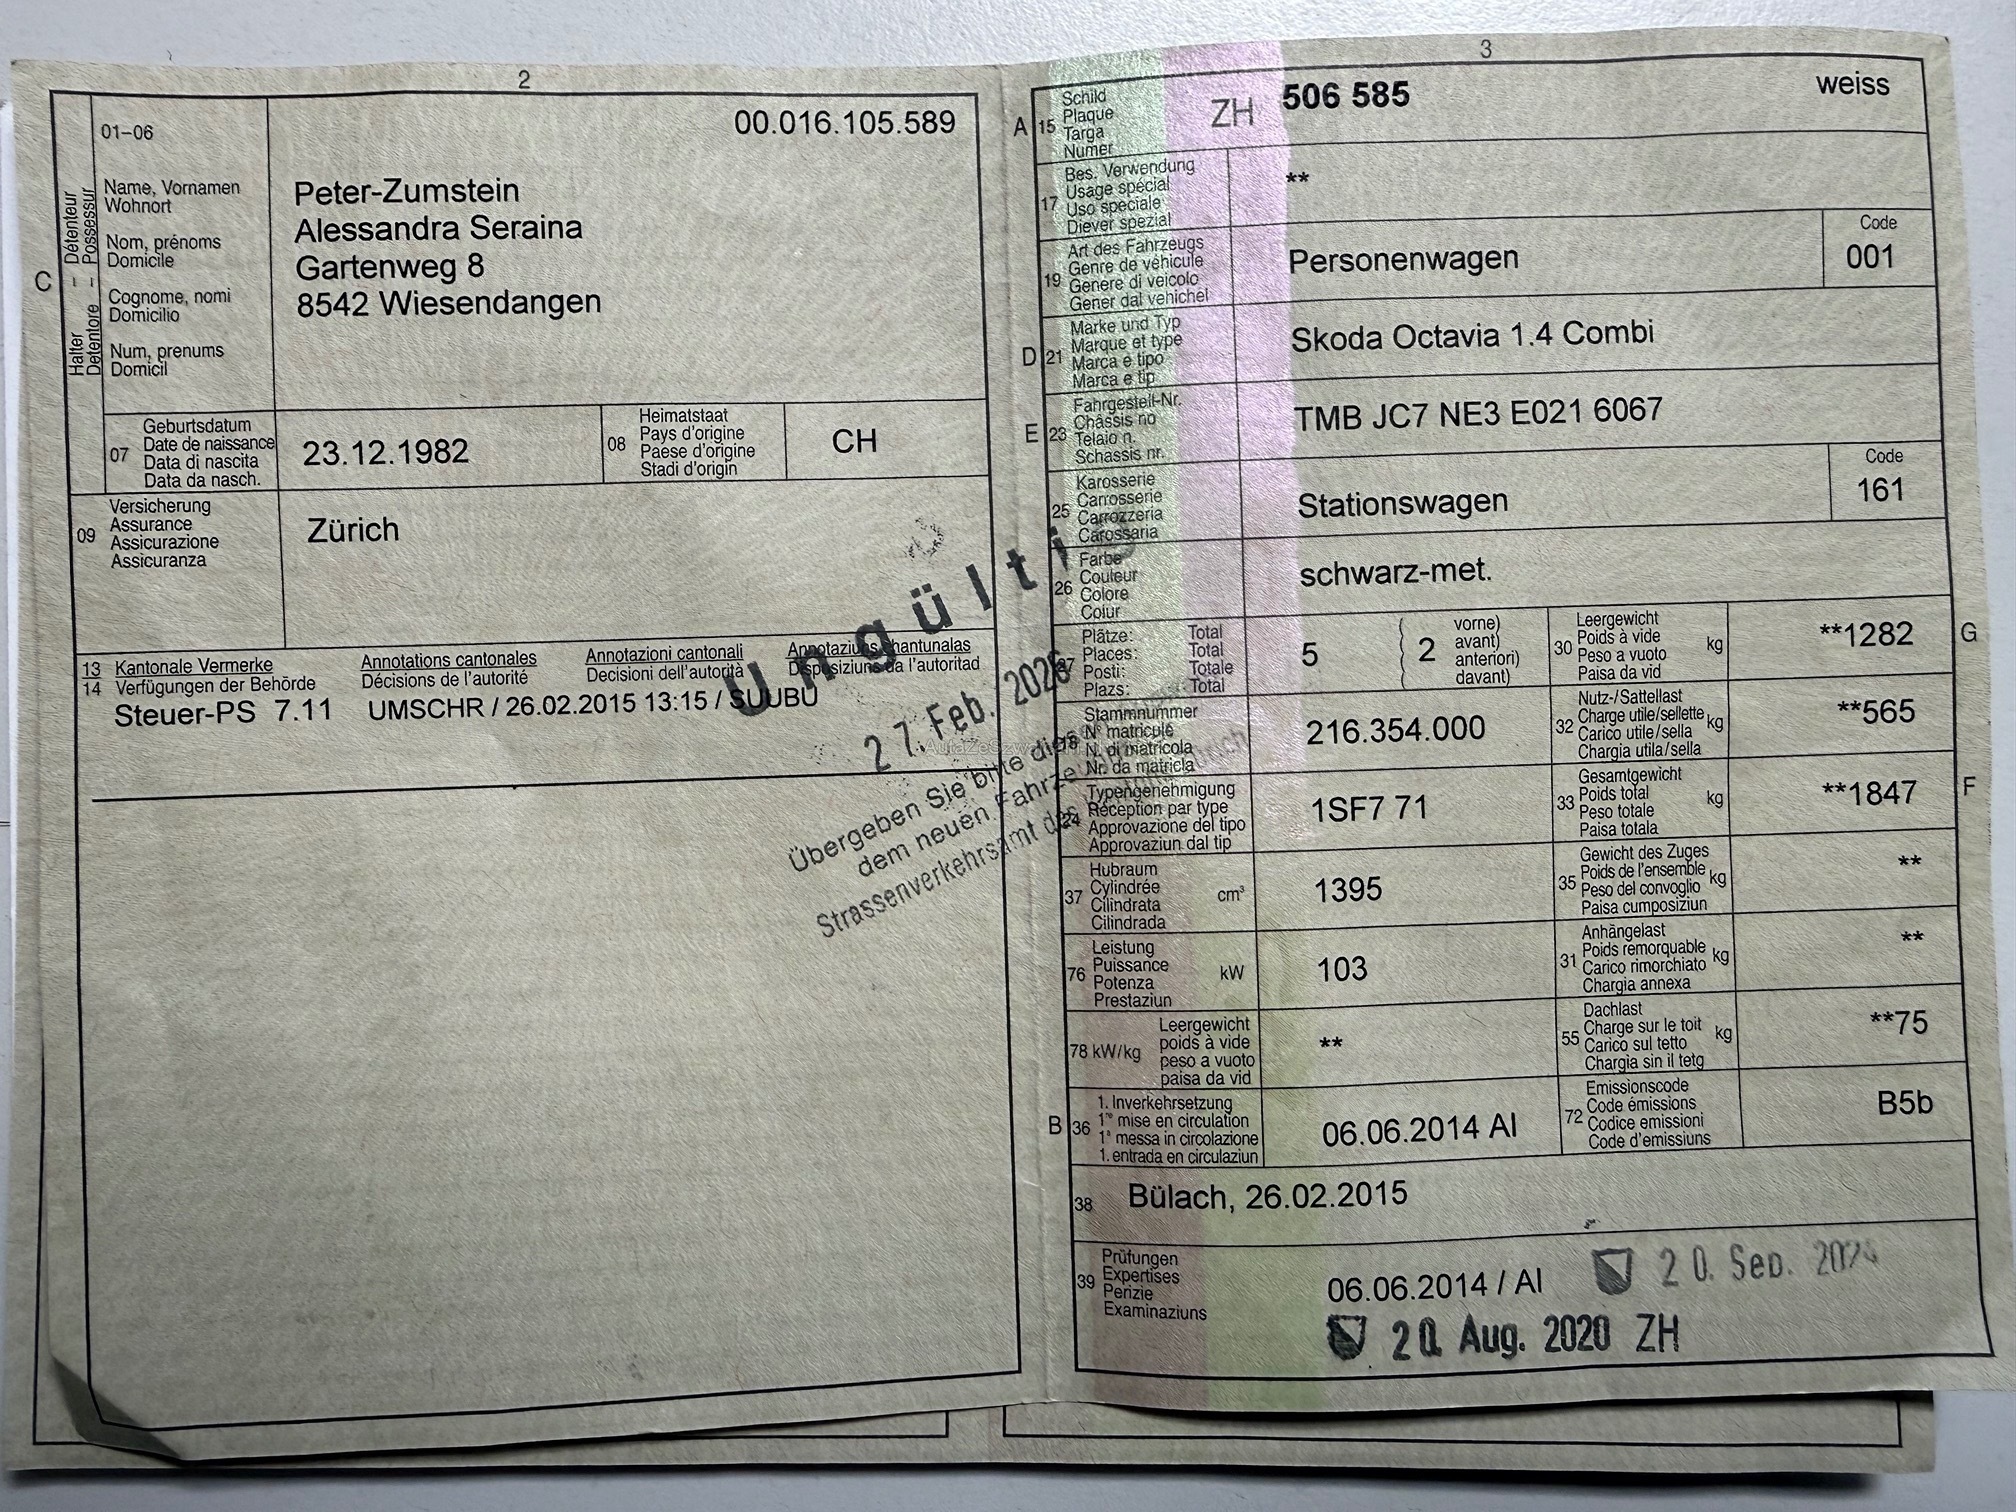 2
01–06
00.016.105.589
Halter – Détenteur
Detentore – Possessur
C
Name, Vornamen
Wohnort
Nom, prénoms
Domicile
Cognome, nomi
Domicilio
Num, prenums
Domicil
Peter-Zumstein
Alessandra Seraina
Gartenweg 8
8542 Wiesendangen
07
Geburtsdatum
Date de naissance
Data di nascita
Data da nasch.
23.12.1982
08
Heimatstaat
Pays d'origine
Paese d'origine
Stadi d'origin
CH
09
Versicherung
Assurance
Assicurazione
Assicuranza
Zürich
13 Kantonale Vermerke Annotations cantonales Annotazioni cantonali Annotaziuns chantunalas
14 Verfügungen der Behörde Décisions de l'autorité Decisioni dell'autorità Disposiziuns da l'autoritad
Steuer-PS 7.11 UMSCHR / 26.02.2015 13:15 / SUUBU
Ungültig
27. Feb. 2026
Übergeben Sie bitte
dem neuen
Strassenverkehrsamt
3
A 15
Schild
Plaque
Targa
Numer
ZH 506 585 weiss
17
Bes. Verwendung
Usage spécial
Uso speciale
Diever spezial
**
19
Art des Fahrzeugs
Genre de véhicule
Genere di veicolo
Gener dal vehichel
Personenwagen
Code
001
D 21
Marke und Typ
Marque et type
Marca e tipo
Marca e tip
Skoda Octavia 1.4 Combi
E 23
Fahrgestell-Nr.
Châssis no
Telaio n.
Schassis nr.
TMB JC7 NE3 E021 6067
25
Karosserie
Carrosserie
Carrozzeria
Carossaria
Stationswagen
Code
161
26
Farbe
Couleur
Colore
Colur
schwarz-met.
27
Plätze: Total
Places: Total
Posti: Totale
Plazs: Total
5
2
vorne)
avant)
anteriori)
davant)
30
Leergewicht
Poids à vide
Peso a vuoto
Paisa da vid
kg
**1282
G
18
Stammnummer
N° matricule
N. di matricola
Nr. da matricla
216.354.000
32
Nutz-/Sattellast
Charge utile/sellette
Carico utile/sella
Chargia utila/sella
kg
**565
24
Typengenehmigung
Réception par type
Approvazione del tipo
Approvaziun dal tip
1SF7 71
33
Gesamtgewicht
Poids total
Peso totale
Paisa totala
kg
**1847
F
37
Hubraum
Cylindrée
Cilindrata
Cilindrada
cm³
1395
35
Gewicht des Zuges
Poids de l'ensemble
Peso del convoglio
Paisa cumposiziun
kg
**
76
Leistung
Puissance
Potenza
Prestaziun
kW
103
31
Anhängelast
Poids remorquable
Carico rimorchiato
Chargia annexa
kg
**
78 kW/kg
Leergewicht
poids à vide
peso a vuoto
paisa da vid
**
55
Dachlast
Charge sur le toit
Carico sul tetto
Chargia sin il tetg
kg
**75
B 36
1. Inverkehrsetzung
1re mise en circulation
1a messa in circolazione
1. entrada en circulaziun
06.06.2014 AI
72
Emissionscode
Code émissions
Codice emissioni
Code d'emissiuns
B5b
38
Bülach, 26.02.2015
39
Prüfungen
Expertises
Perizie
Examinaziuns
06.06.2014 / AI
20. Sep. 
20. Aug. 2020 ZH